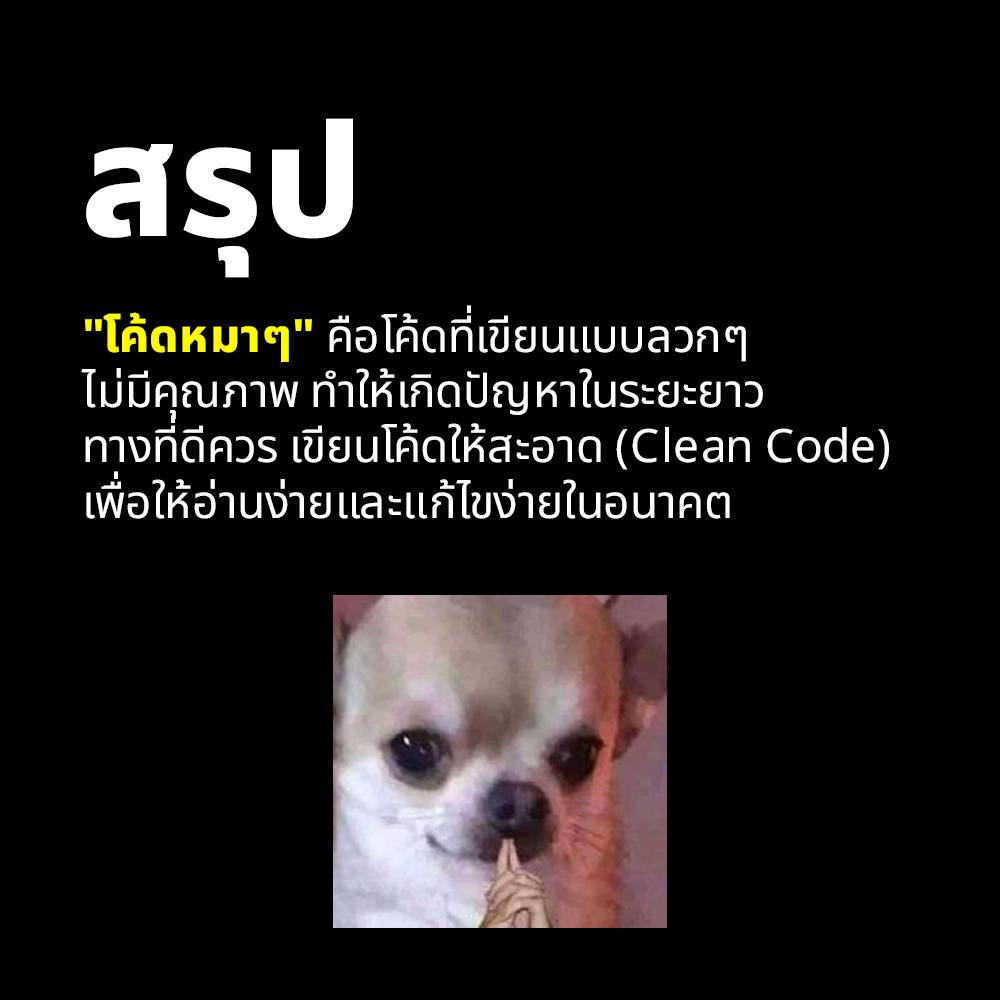 สรุป
"โค้ดหมาๆ" คือโค้ดที่เขียนแบบลวกๆ
ไม่มีคุณภาพ ทำให้เกิดปัญหาในระยะยาว
ทางที่ดีควร เขียนโค้ดให้สะอาด (Clean Code)
เพื่อให้อ่านง่ายและแก้ไขง่ายในอนาคต